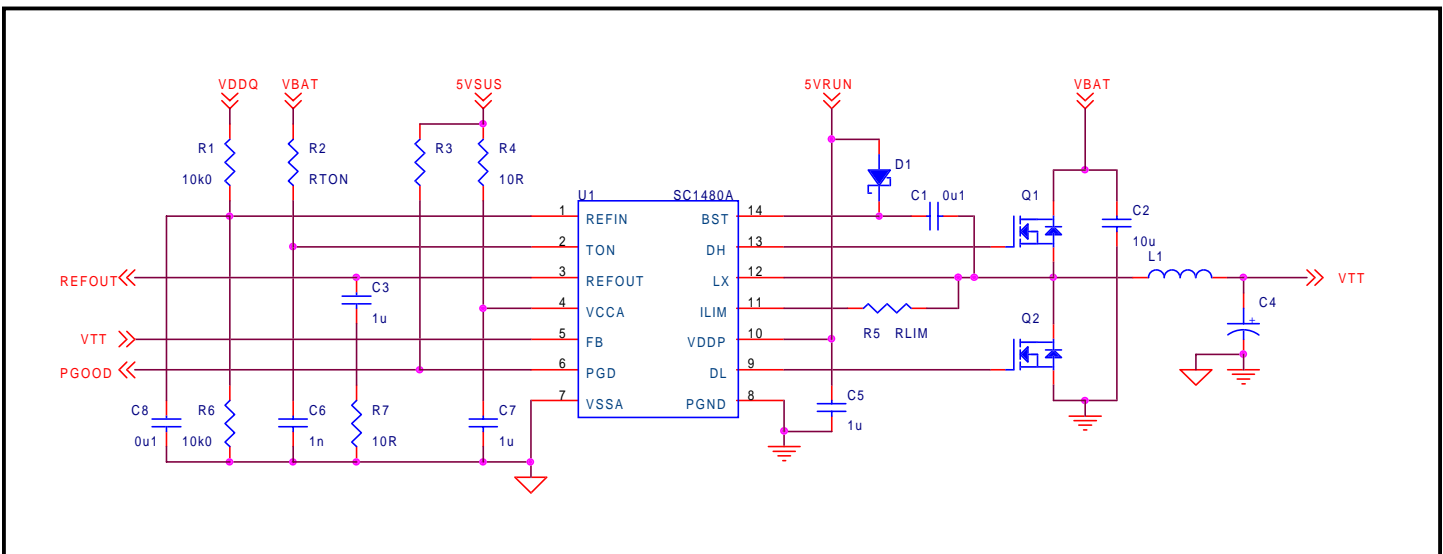 VDDQ VBAT 5VSUS 5VRUN VBAT
R1 R2 R3 R4 D1
10k0 RTON 10R
U1 SC1480A C1 0u1 Q1
1 REFIN BST 14 C2
2 TON DH 13 10u
L1
REFOUT 3 REFOUT LX 12 VTT
C3 C4
1u 4 VCCA ILIM 11 +
R5 RLIM Q2
VTT 5 FB VDDP 10
PGOOD 6 PGD DL 9
7 VSSA PGND 8 C5
C8 R6 C6 R7 C7 1u
0u1 10k0 1n 10R 1u